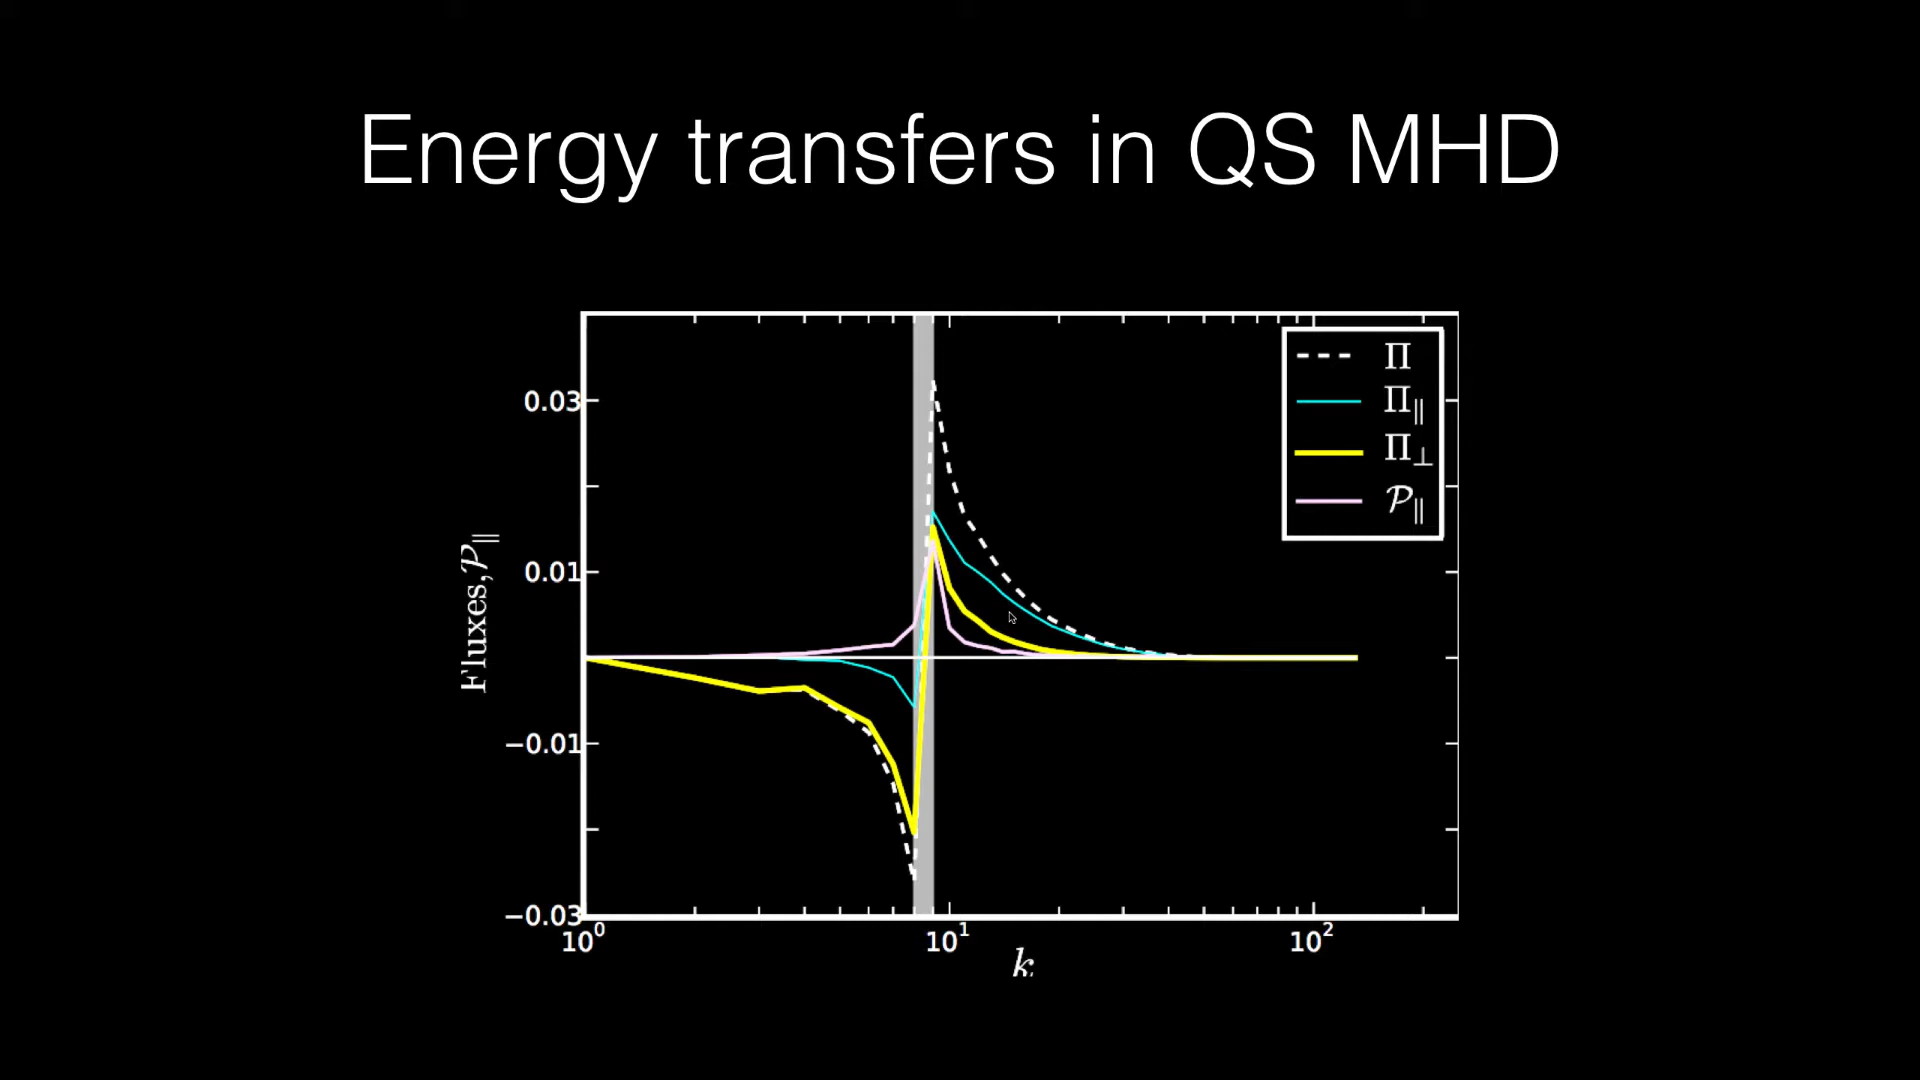 Energy transfers in QS MHD
Π
Π∥
Π⊥
𝒫∥
Fluxes,𝒫∥
0.03
0.01
−0.01
−0.03
10⁰
10¹
10²
k